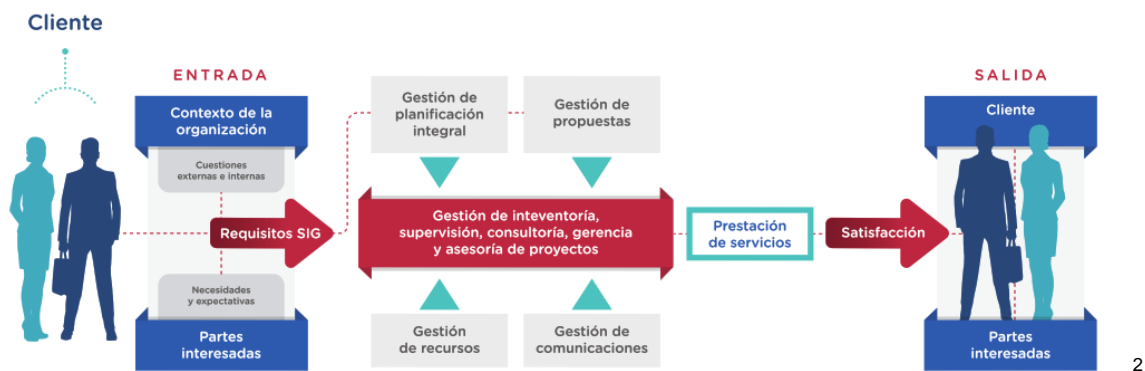 Cliente
ENTRADA
Contexto de la
organización
Cuestiones
externas e internas
Requisitos SIG
Necesidades
y expectativas
Partes
interesadas
Gestión de
planificación
integral
Gestión de
propuestas
Gestión de inteventoría,
supervisión, consultoría, gerencia
y asesoría de proyectos
Gestión
de recursos
Gestión de
comunicaciones
Prestación
de servicios
Satisfacción
SALIDA
Cliente
Partes
interesadas
2